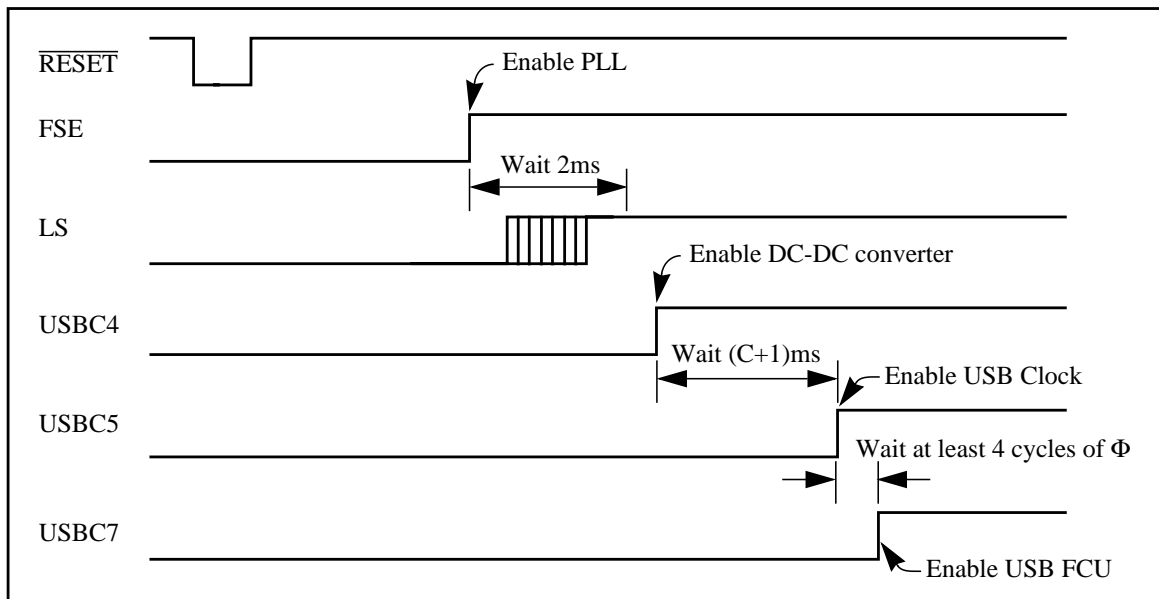 RESET
Enable PLL
FSE
Wait 2ms
LS
Enable DC-DC converter
USBC4
Wait (C+1)ms
Enable USB Clock
USBC5
Wait at least 4 cycles of Φ
USBC7
Enable USB FCU